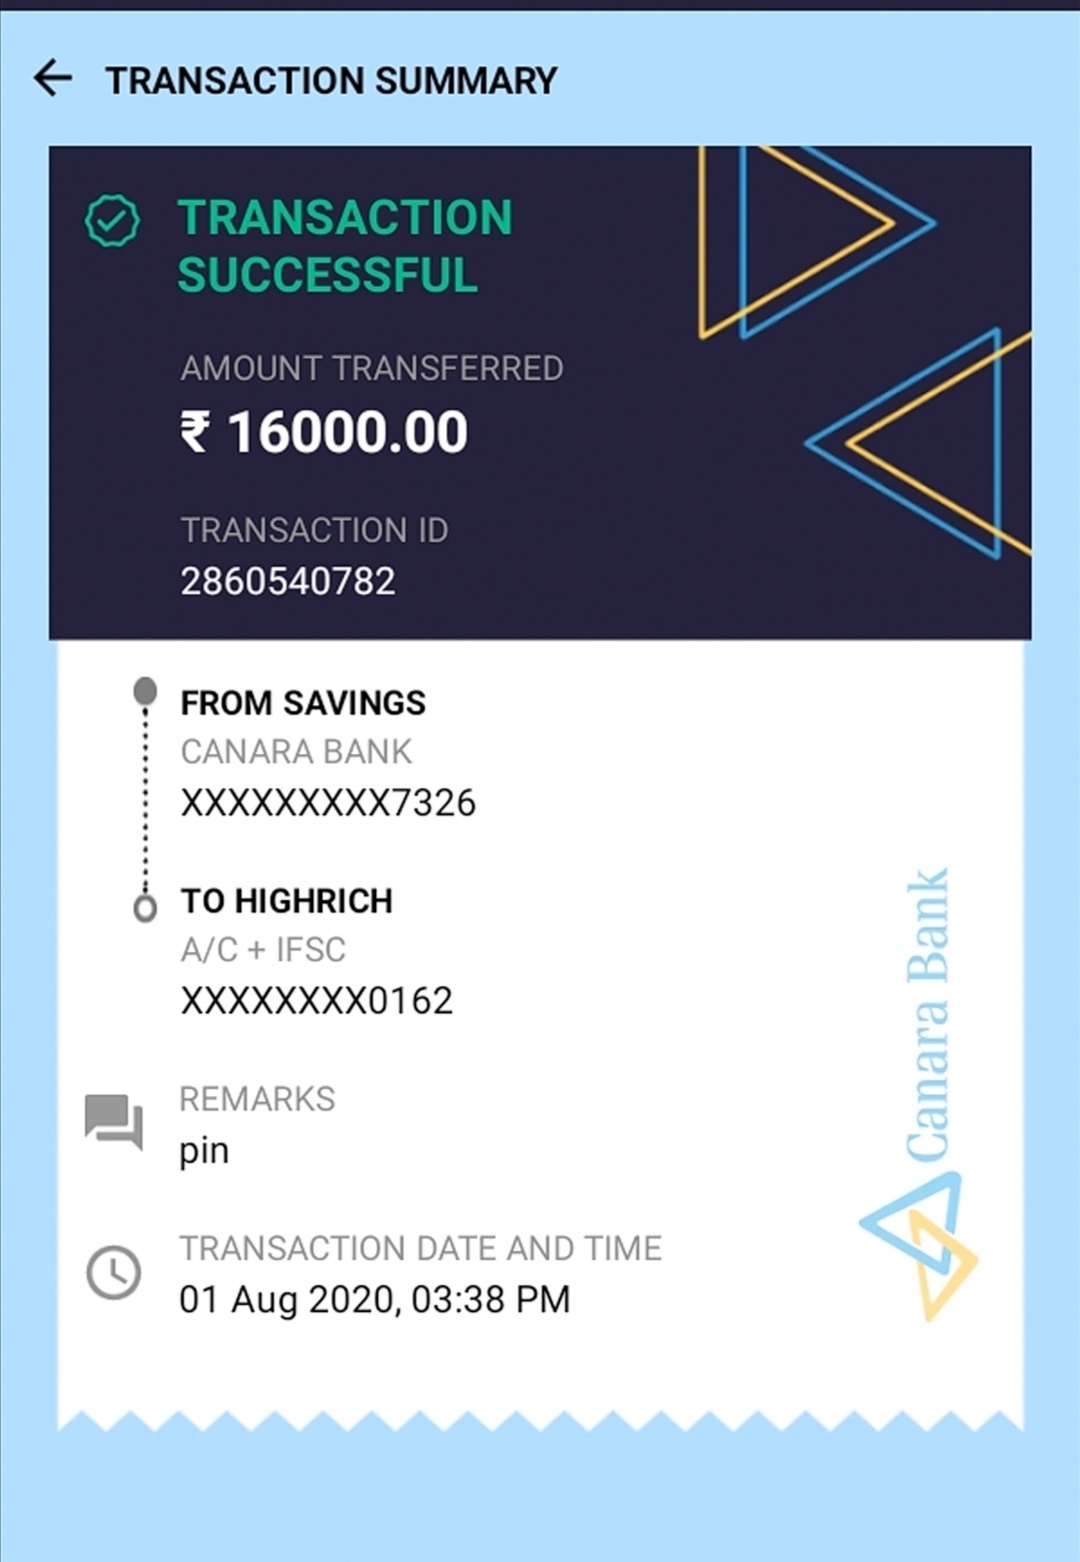 TRANSACTION SUMMARY
TRANSACTION
SUCCESSFUL
AMOUNT TRANSFERRED
₹ 16000.00
TRANSACTION ID
2860540782
FROM SAVINGS
CANARA BANK
XXXXXXXXX7326
TO HIGHRICH
A/C + IFSC
XXXXXXXX0162
REMARKS
pin
TRANSACTION DATE AND TIME
01 Aug 2020, 03:38 PM
Canara Bank